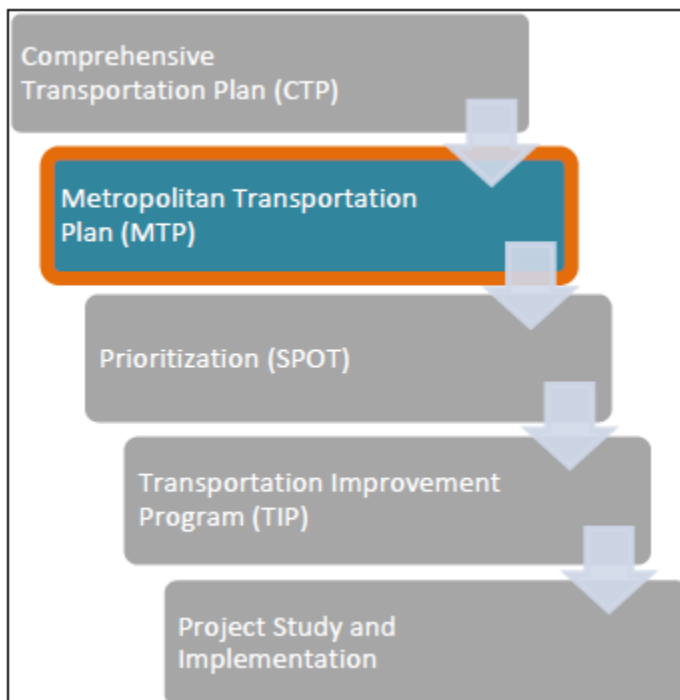 Comprehensive
Transportation Plan (CTP)
Metropolitan Transportation
Plan (MTP)
Prioritization (SPOT)
Transportation Improvement
Program (TIP)
Project Study and
Implementation